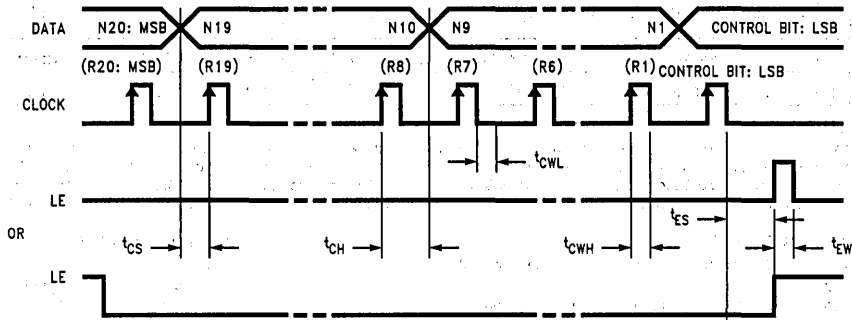 DATA N20: MSB N19 N10 N9 N1 CONTROL BIT: LSB
(R20: MSB) (R19) (R8) (R7) (R6) (R1) CONTROL BIT: LSB
CLOCK
tCWL
LE
tES
OR
tCS tCH tCWH tEW
LE